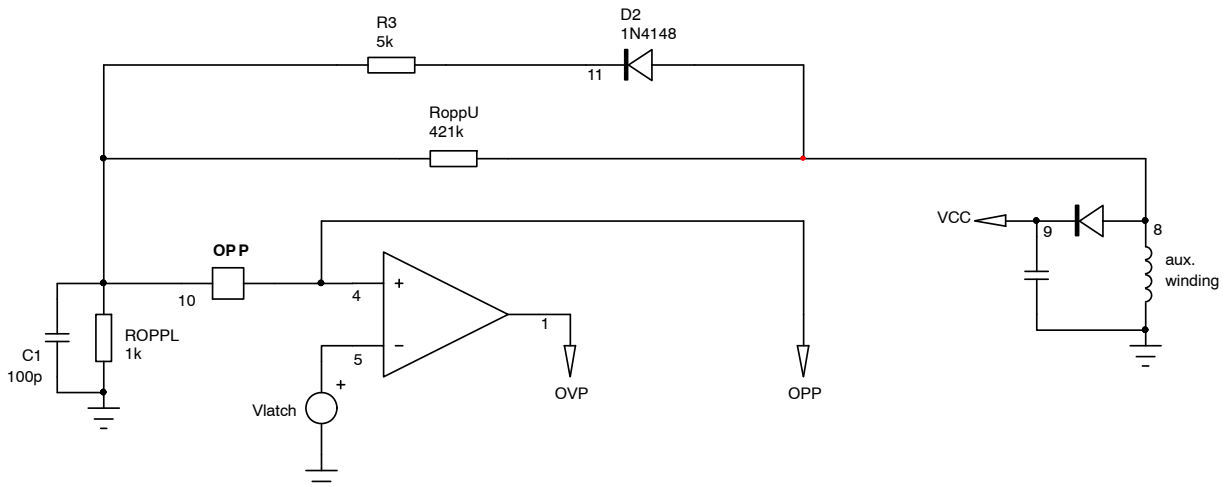 D2
1N4148
R3
5k
11
RoppU
421k
VCC
9
8
aux.
winding
OPP
10
4
+
ROPPL
1k
C1
100p
1
5
−
+
Vlatch
OVP
OPP